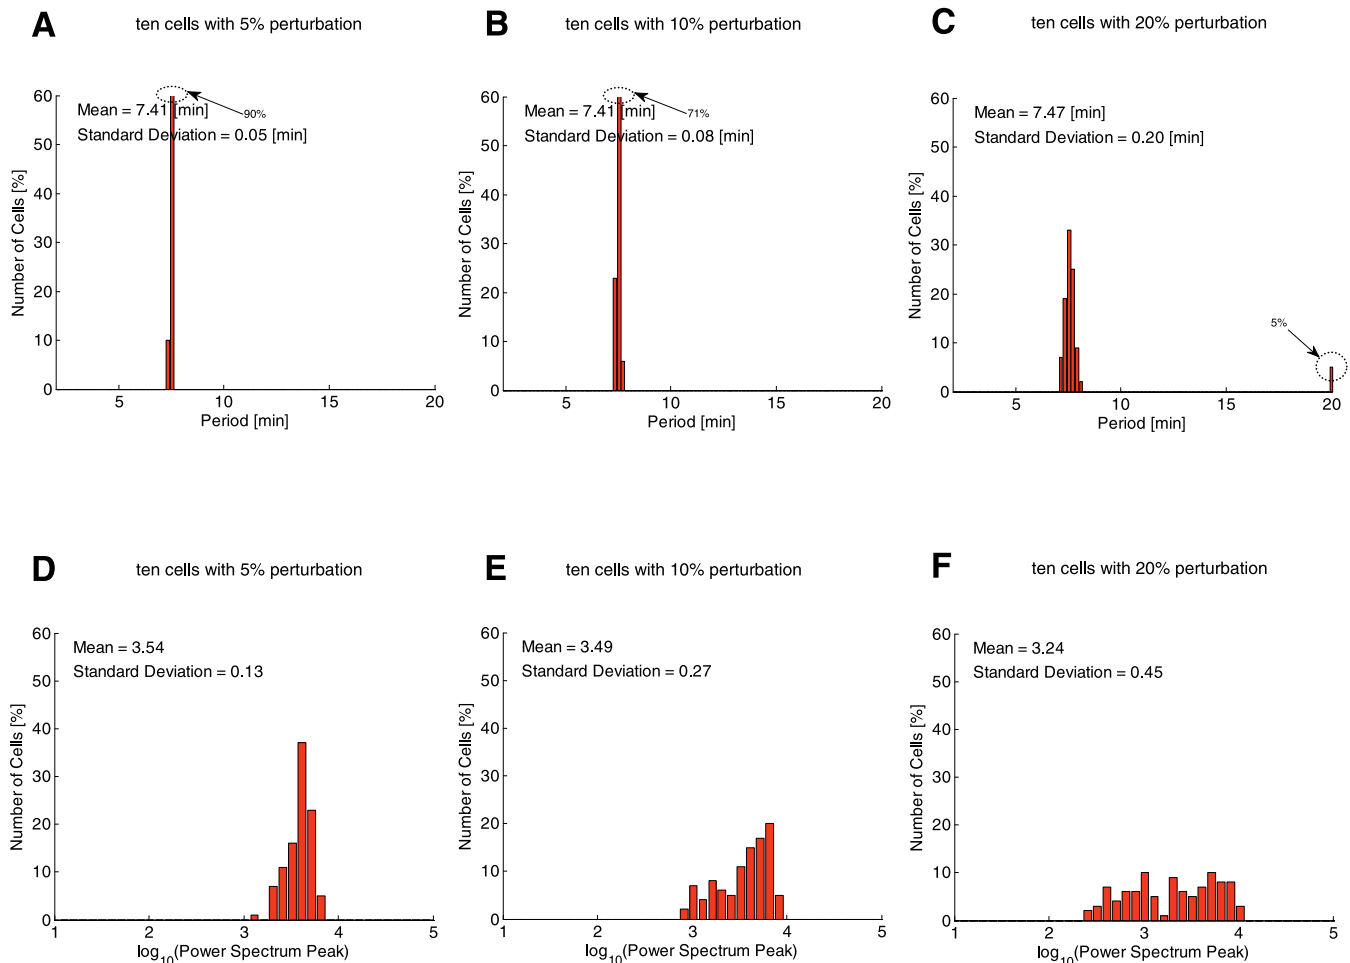 A ten cells with 5% perturbation
B ten cells with 10% perturbation
C ten cells with 20% perturbation
Mean = 7.41 [min]
Standard Deviation = 0.05 [min]
90%
60
50
40
30
20
10
0
Number of Cells [%]
5 10 15 20
Period [min]
Mean = 7.41 [min]
Standard Deviation = 0.08 [min]
71%
60
50
40
30
20
10
0
Number of Cells [%]
5 10 15 20
Period [min]
Mean = 7.47 [min]
Standard Deviation = 0.20 [min]
5%
60
50
40
30
20
10
0
Number of Cells [%]
5 10 15 20
Period [min]
D ten cells with 5% perturbation
E ten cells with 10% perturbation
F ten cells with 20% perturbation
Mean = 3.54
Standard Deviation = 0.13
60
50
40
30
20
10
0
Number of Cells [%]
1 2 3 4 5
log10(Power Spectrum Peak)
Mean = 3.49
Standard Deviation = 0.27
60
50
40
30
20
10
0
Number of Cells [%]
1 2 3 4 5
log10(Power Spectrum Peak)
Mean = 3.24
Standard Deviation = 0.45
60
50
40
30
20
10
0
Number of Cells [%]
1 2 3 4 5
log10(Power Spectrum Peak)